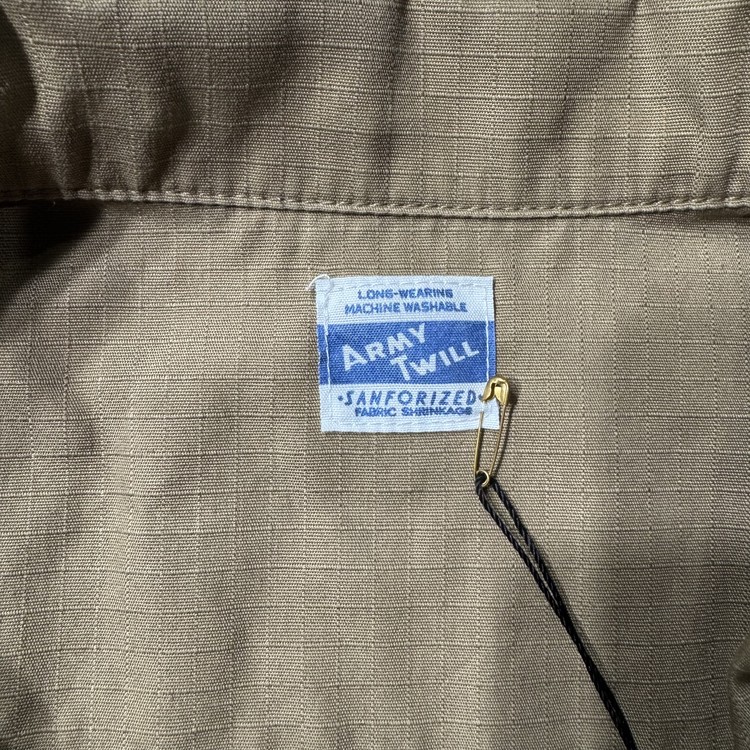 LONG-WEARING
MACHINE WASHABLE
ARMY
TWILL
·SANFORIZED·
FABRIC SHRINKAGE